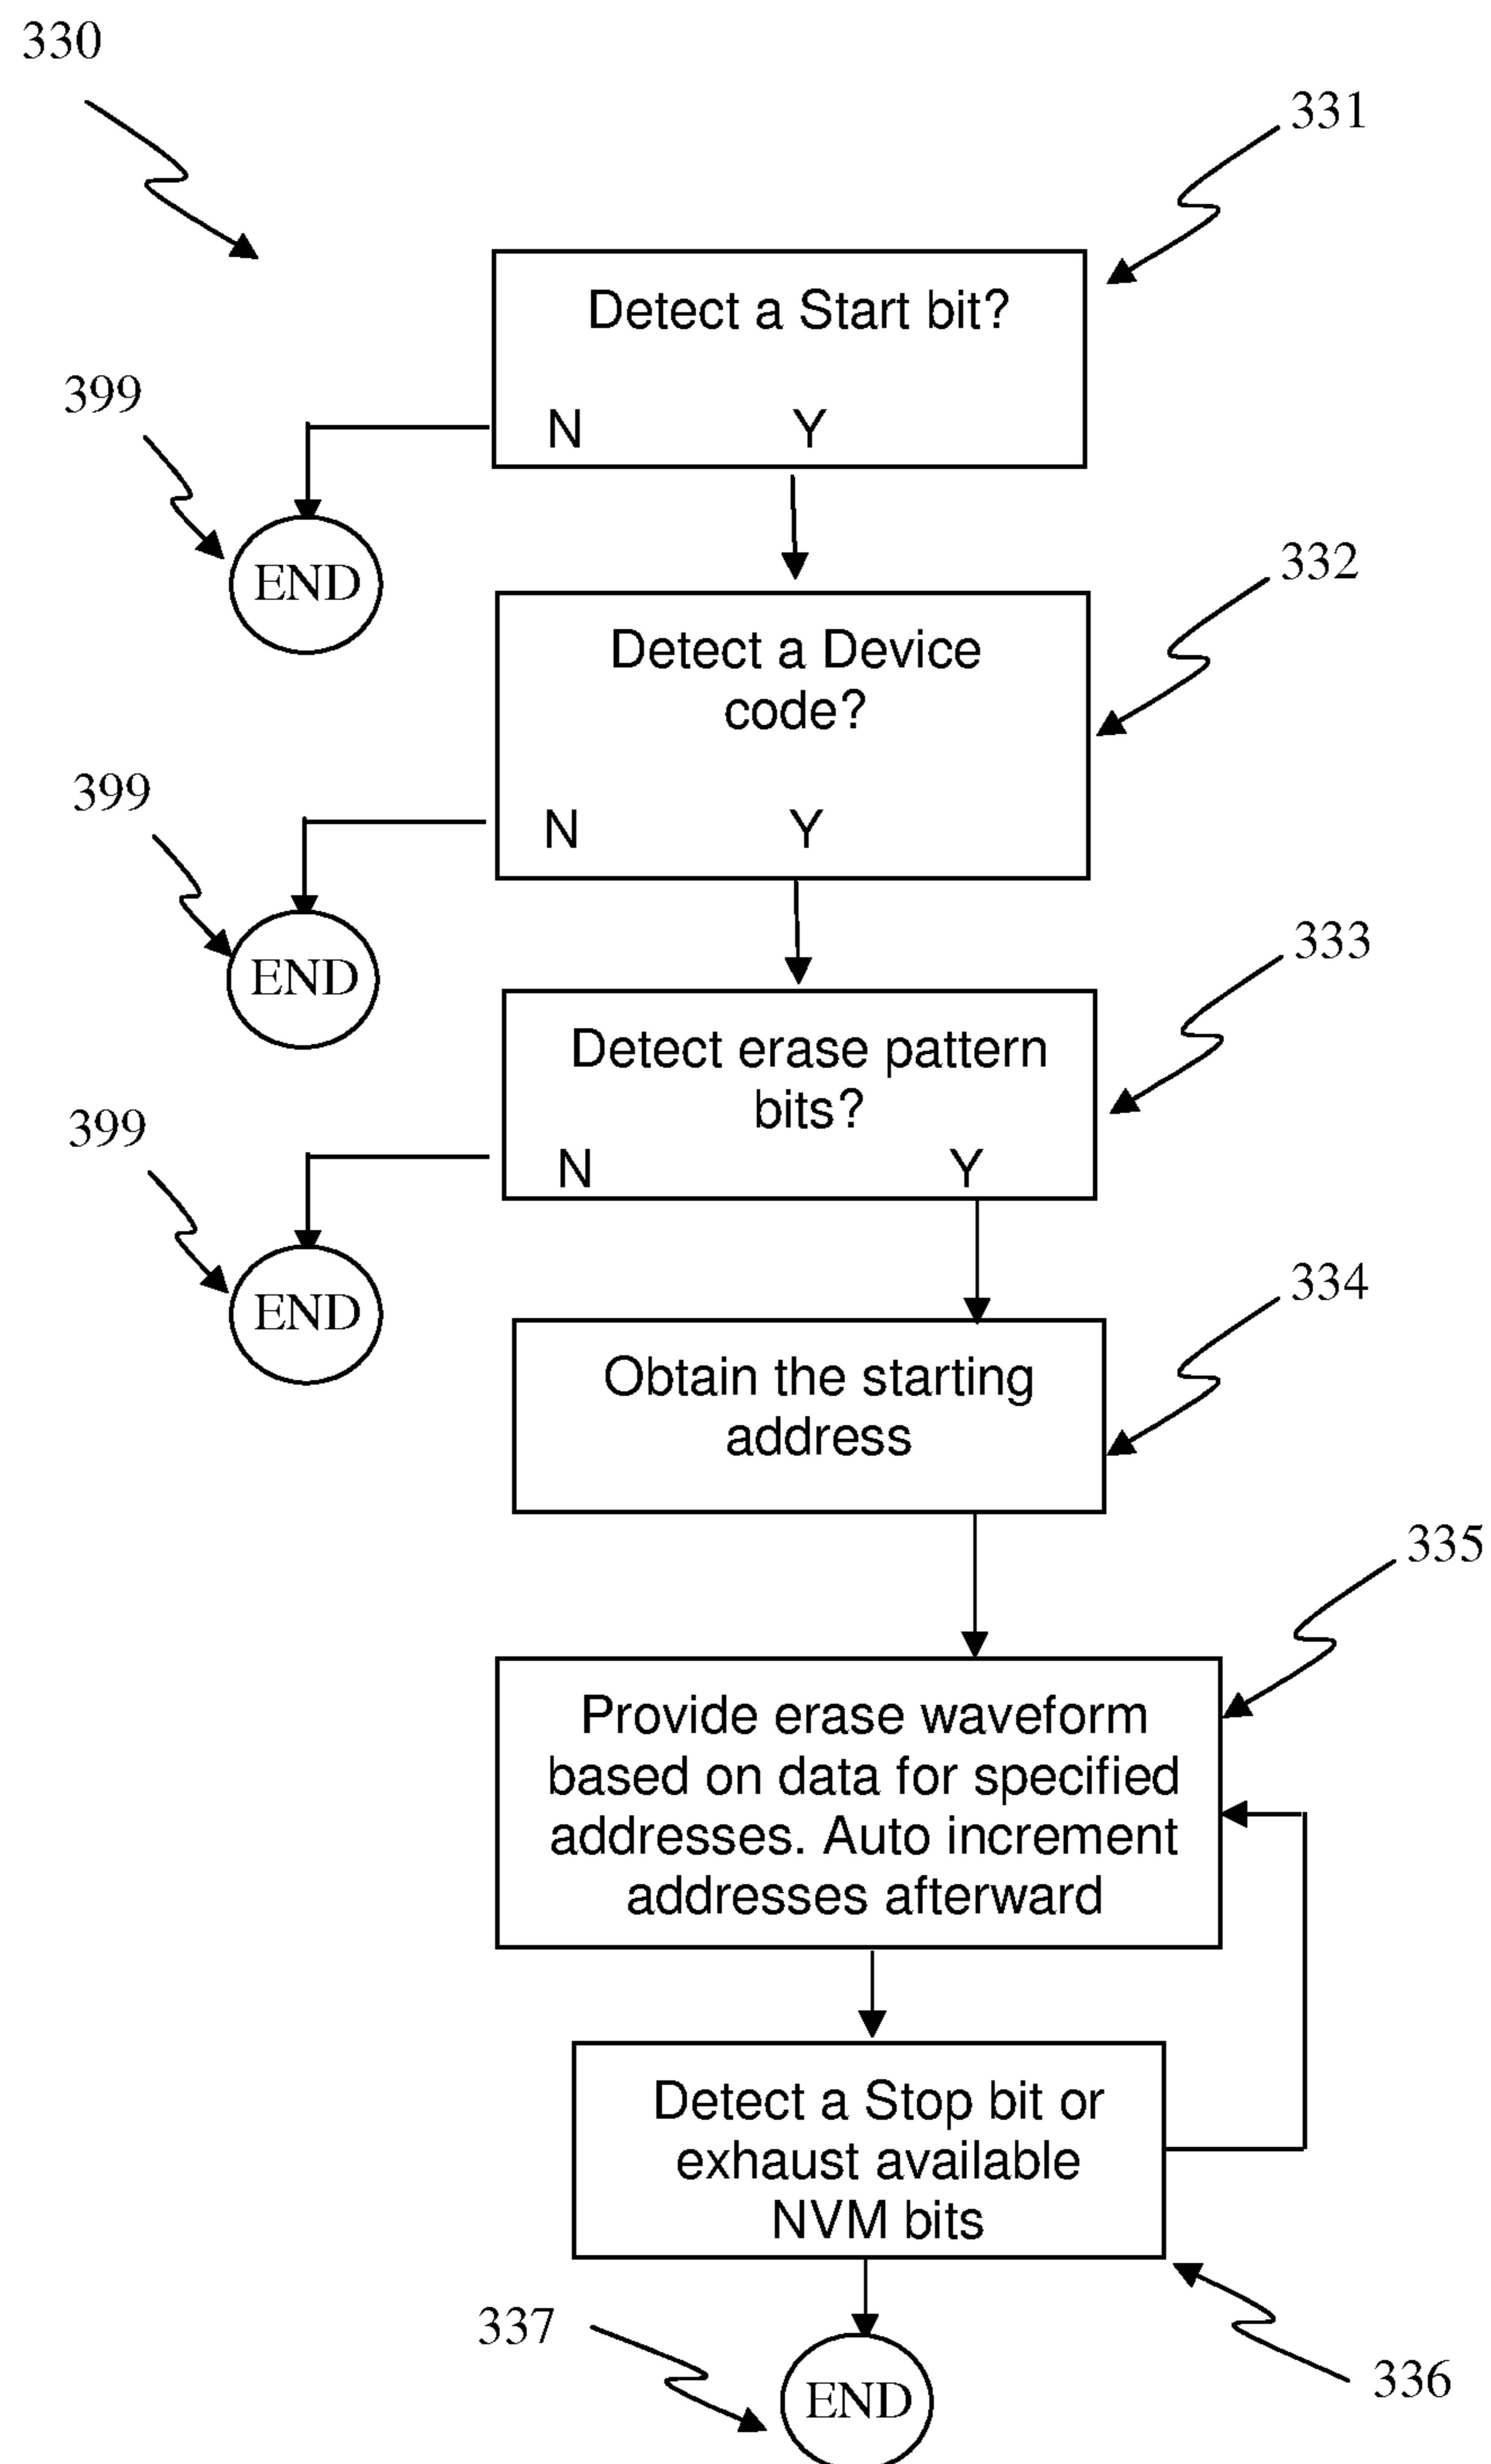 330
331
Detect a Start bit?
399
N Y
END
332
Detect a Device
code?
399
N Y
END
333
Detect erase pattern
bits?
399
N Y
END
334
Obtain the starting
address
335
Provide erase waveform
based on data for specified
addresses. Auto increment
addresses afterward
Detect a Stop bit or
exhaust available
NVM bits
337
336
END